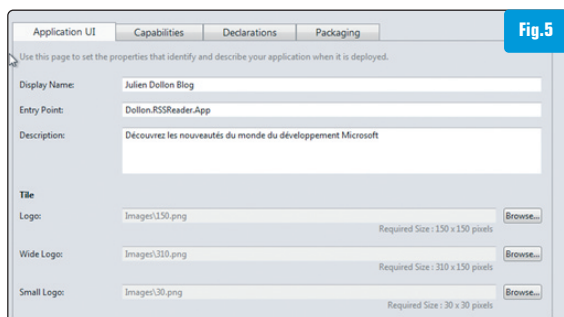 Application UI Capabilities Declarations Packaging
Fig.5
Use this page to set the properties that identify and describe your application when it is deployed.
Display Name: Julien Dollon Blog
Entry Point: Dollon.RSSReader.App
Description: Découvrez les nouveautés du monde du développement Microsoft
Tile
Logo: Images\150.png Browse...
Required Size : 150 x 150 pixels
Wide Logo: Images\310.png Browse...
Required Size : 310 x 150 pixels
Small Logo: Images\30.png Browse...
Required Size : 30 x 30 pixels